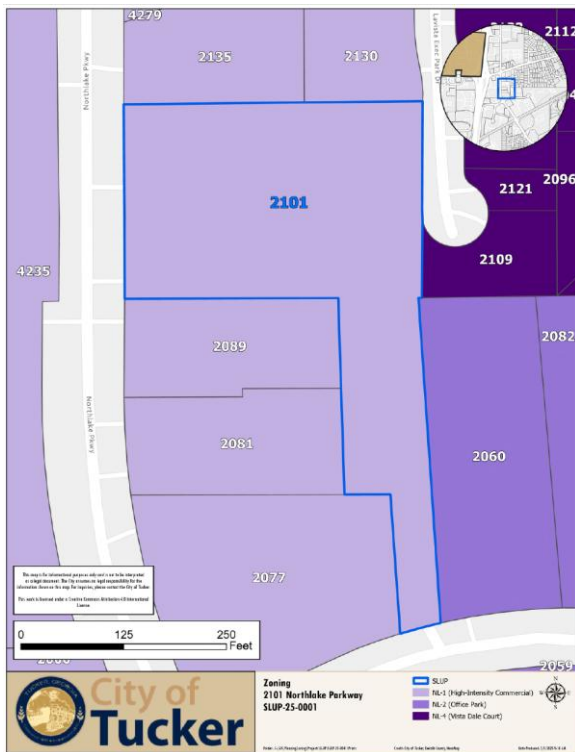 4279
2135
2130
2112
Northlake Pkwy
2101
2121
2096
2109
4235
2082
2089
Northlake Pkwy
2081
2060
2077
0 125 250
Feet
2059
City of
Tucker
Zoning
2101 Northlake Parkway
SLUP-25-0001
SLUP
NL-1 (High-Intensity Commercial)
NL-2 (Office Park)
NL-4 (Vista Dale Court)